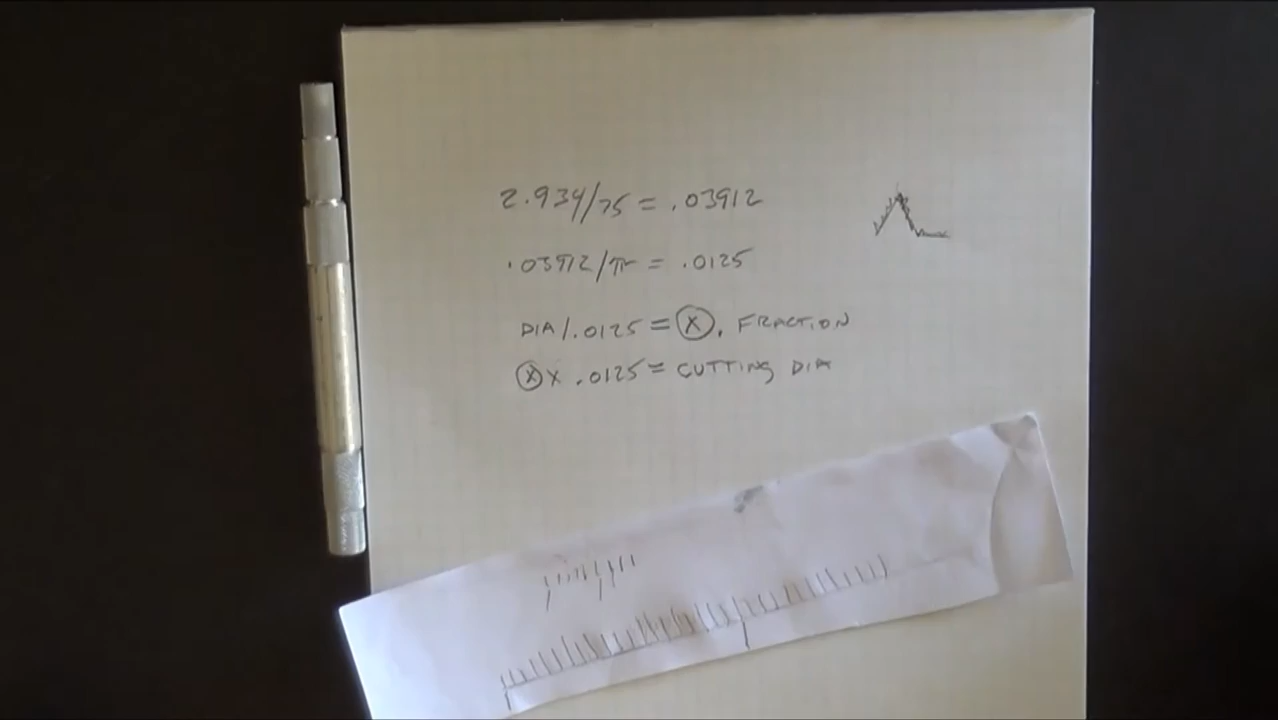 2.934/75 = .03912
.03912/π = .0125
DIA/.0125 = X. FRACTION
X x .0125 = CUTTING DIA